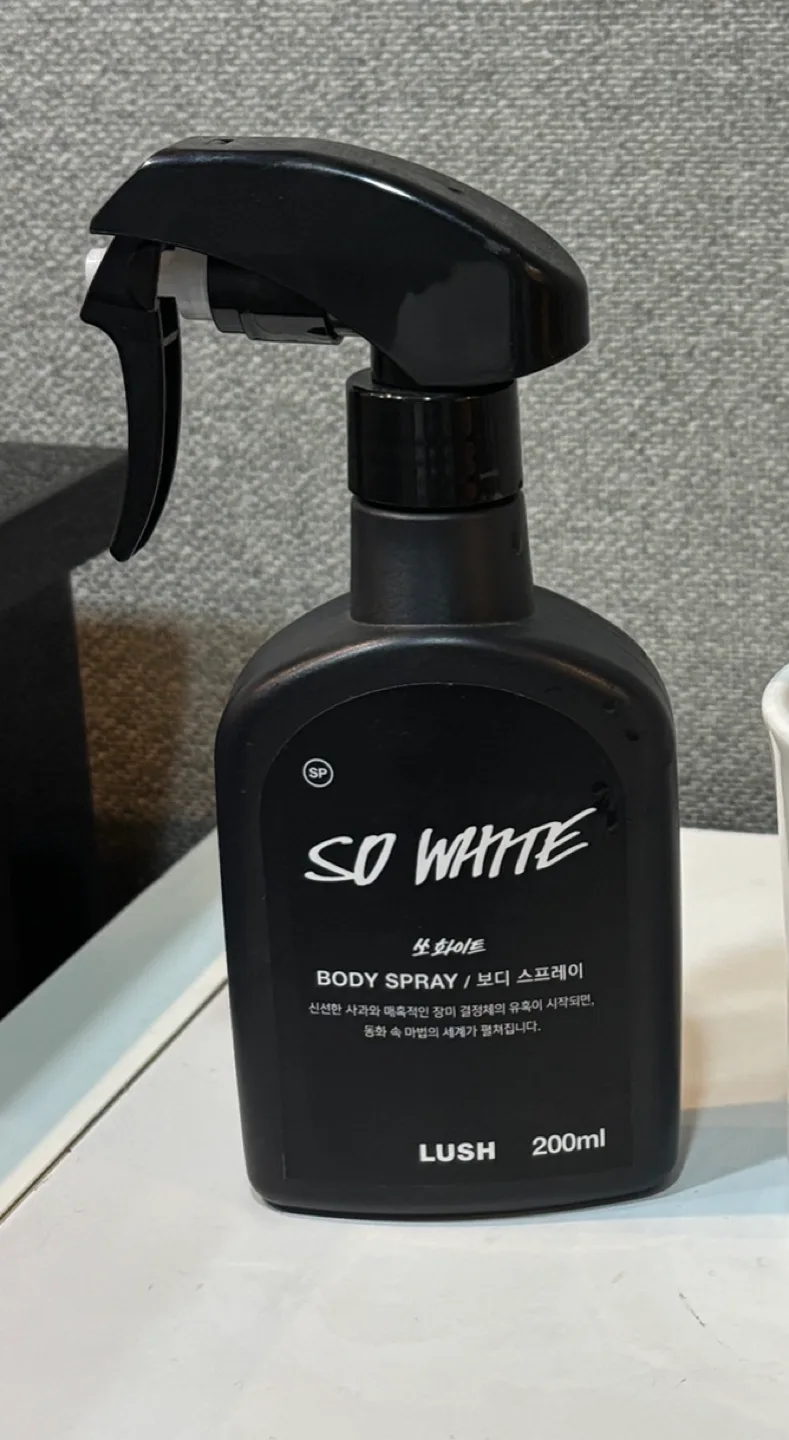 SP
SO WHITE
쏘 화이트
BODY SPRAY / 보디 스프레이
신선한 사과와 매혹적인 장미 결정체의 유혹이 시작되면,
동화 속 마법의 세계가 펼쳐집니다.
LUSH 200ml